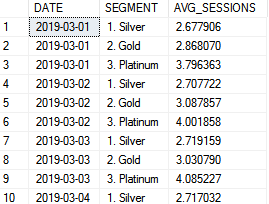 DATE SEGMENT AVG_SESSIONS
1 2019-03-01 1. Silver 2.677906
2 2019-03-01 2. Gold 2.868070
3 2019-03-01 3. Platinum 3.796363
4 2019-03-02 1. Silver 2.707722
5 2019-03-02 2. Gold 3.087857
6 2019-03-02 3. Platinum 4.001858
7 2019-03-03 1. Silver 2.719159
8 2019-03-03 2. Gold 3.030790
9 2019-03-03 3. Platinum 4.085227
10 2019-03-04 1. Silver 2.717032